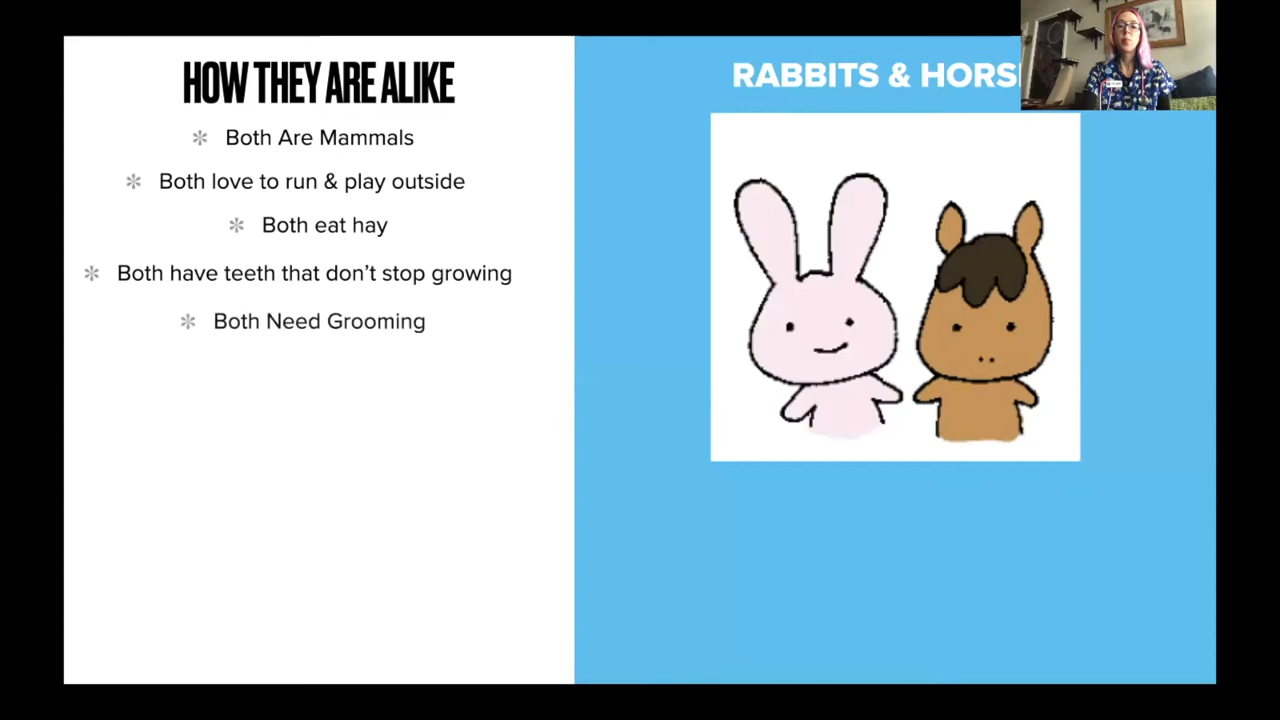 HOW THEY ARE ALIKE
Both Are Mammals
Both love to run & play outside
Both eat hay
Both have teeth that don’t stop growing
Both Need Grooming
RABBITS & HORS